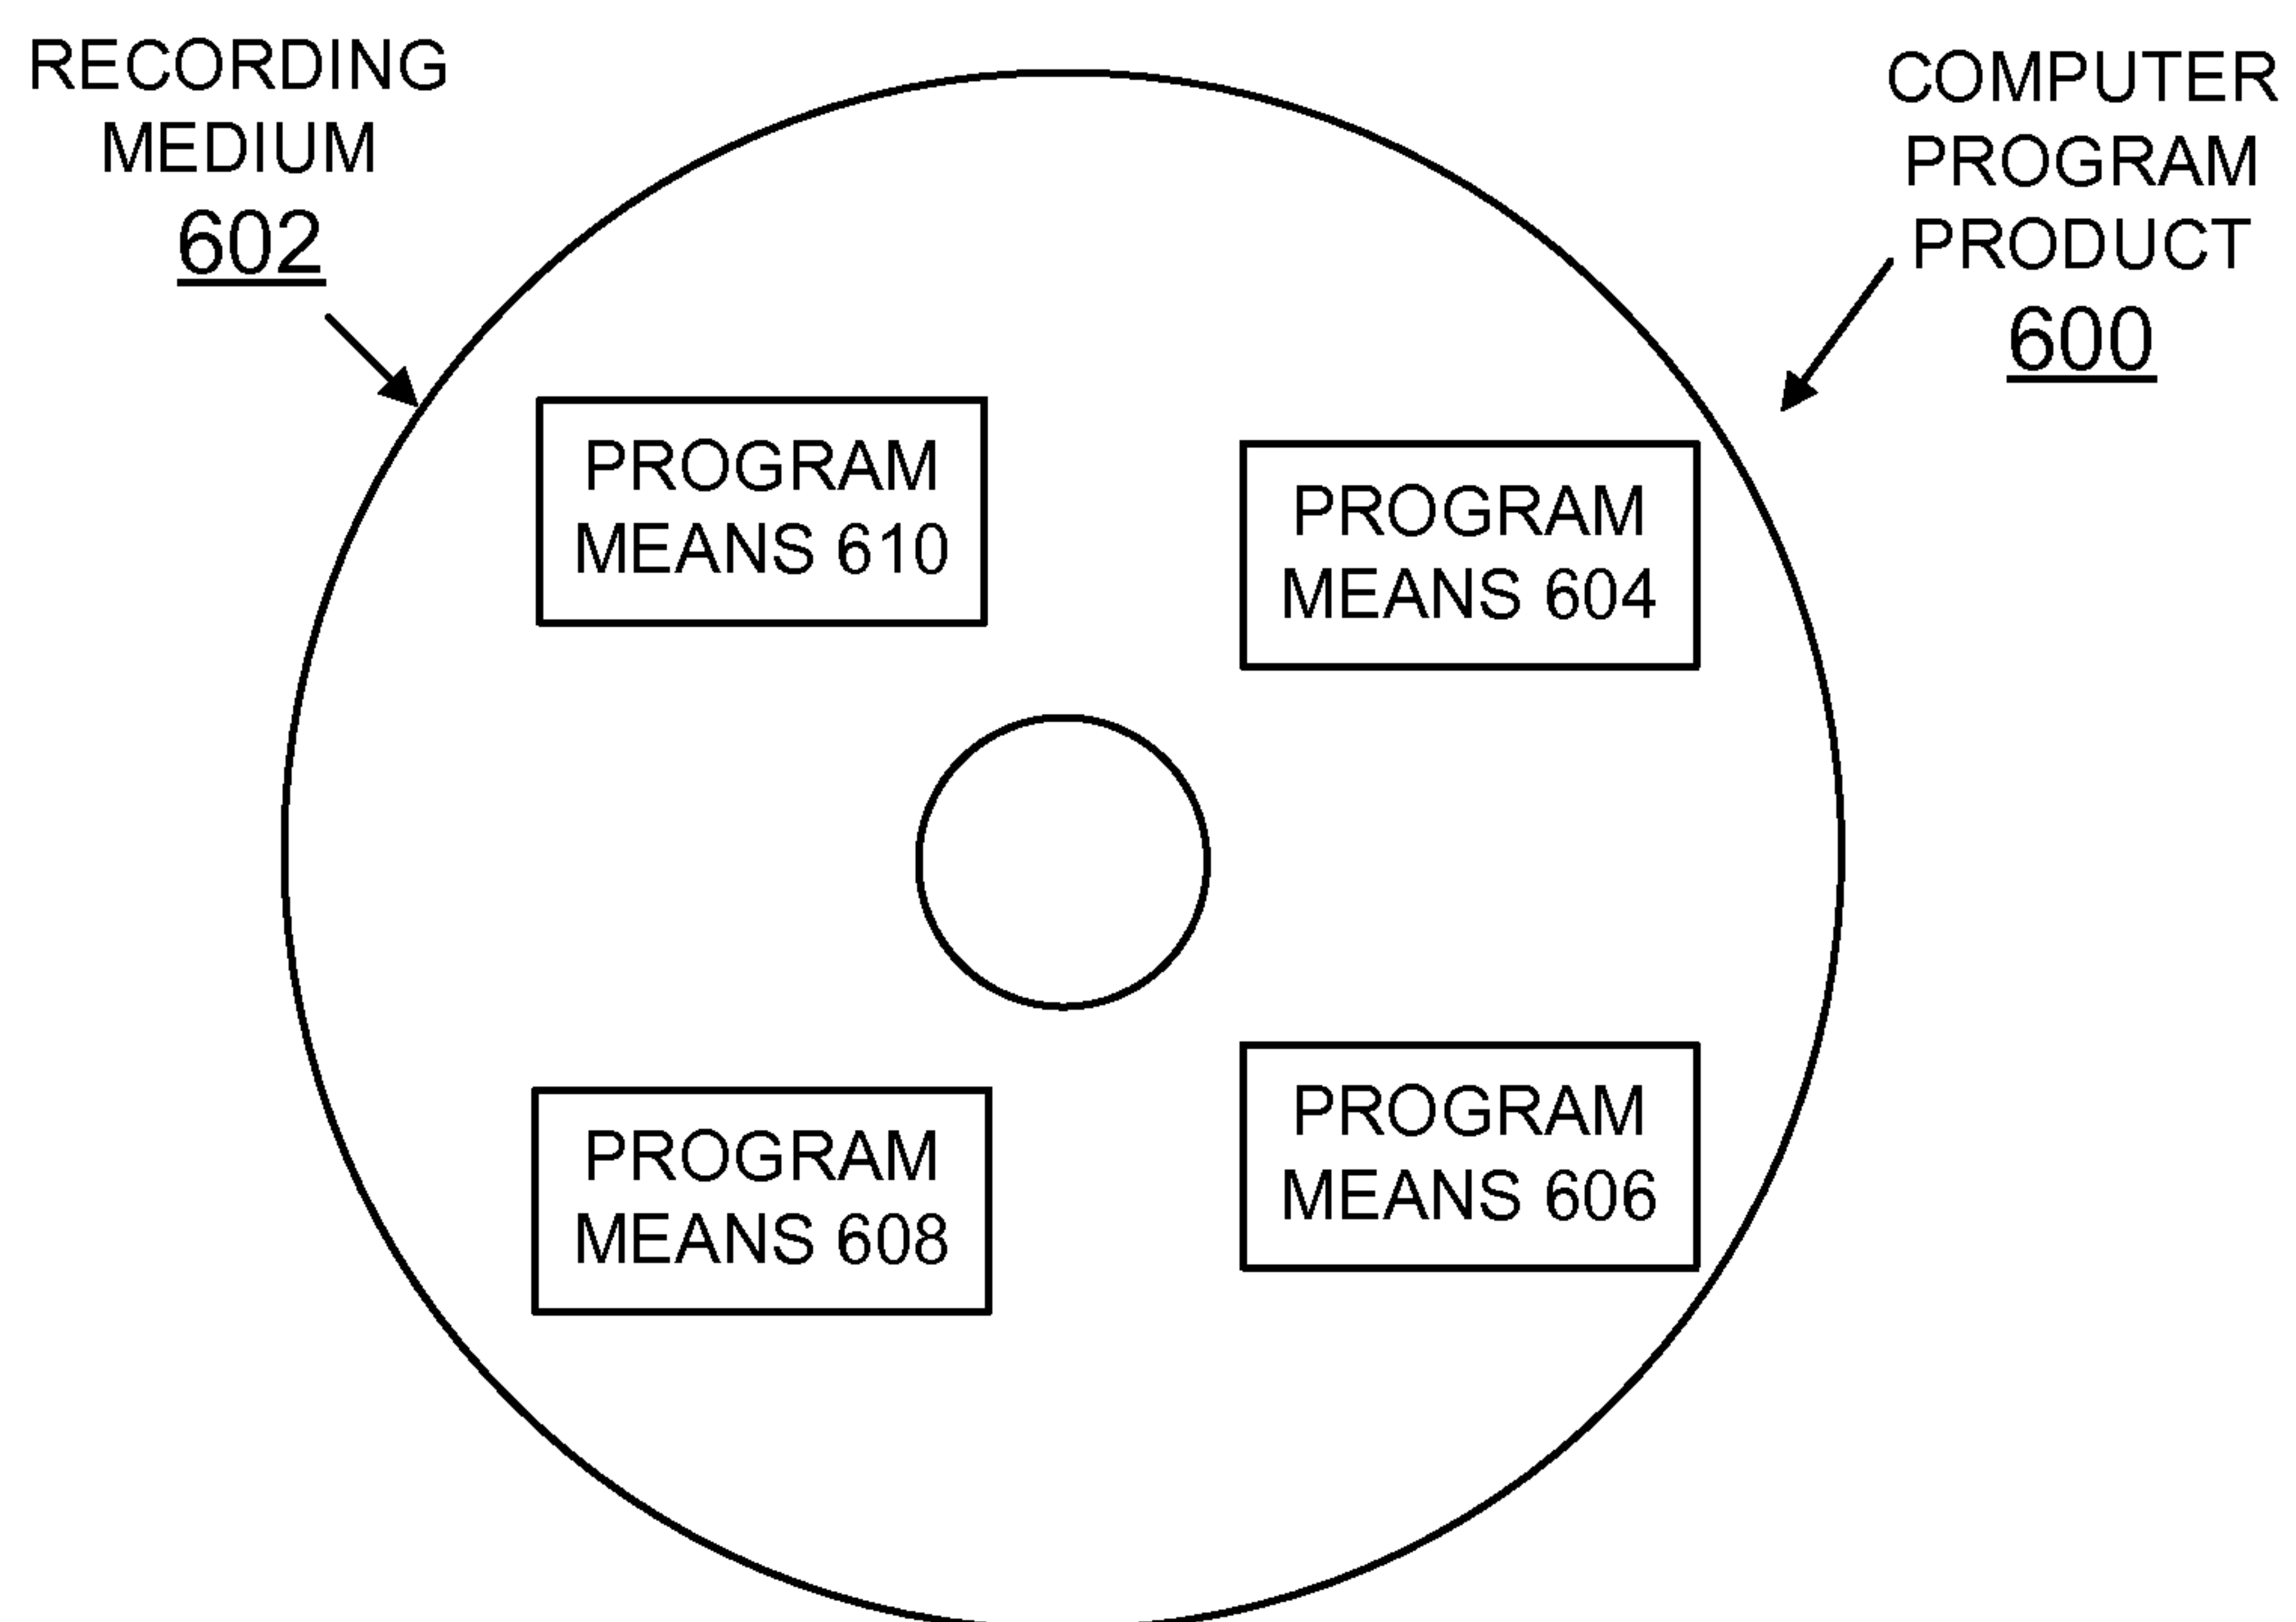 RECORDING
MEDIUM
602
COMPUTER
PROGRAM
PRODUCT
600
PROGRAM
MEANS 610
PROGRAM
MEANS 604
PROGRAM
MEANS 608
PROGRAM
MEANS 606